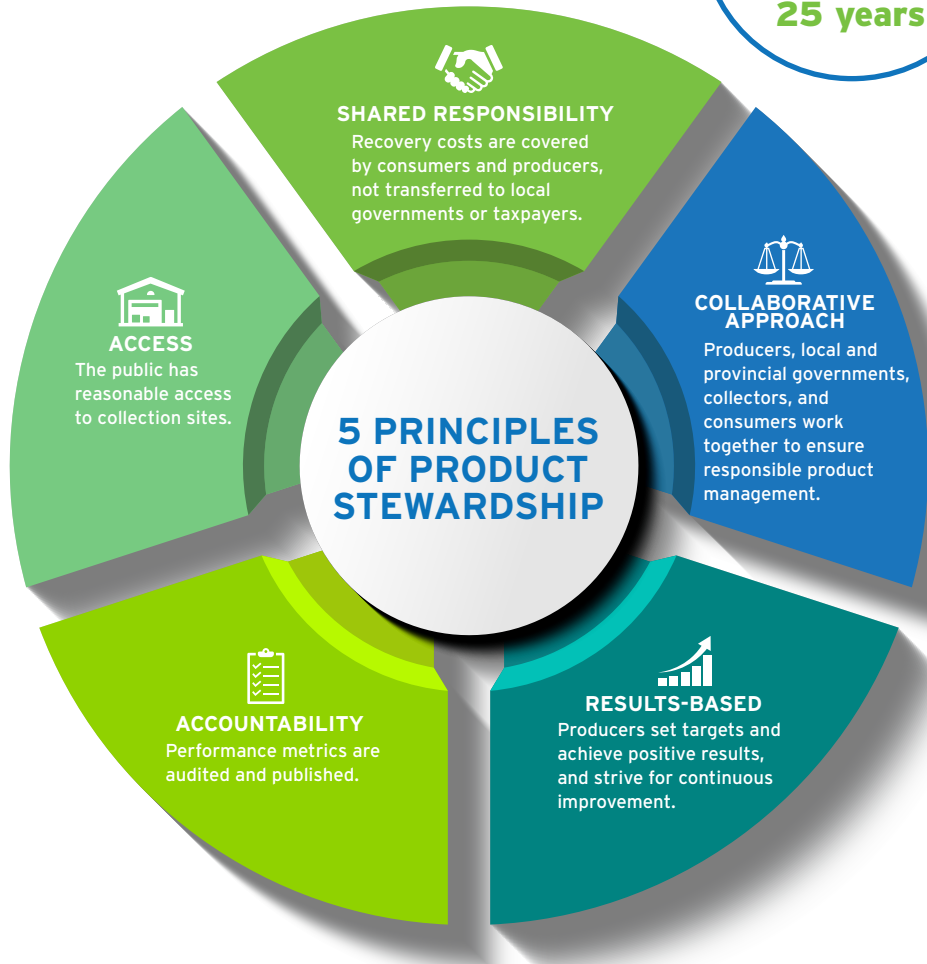 25 years
SHARED RESPONSIBILITY
Recovery costs are covered
by consumers and producers,
not transferred to local
governments or taxpayers.
COLLABORATIVE
APPROACH
Producers, local and
provincial governments,
collectors, and
consumers work
together to ensure
responsible product
management.
RESULTS-BASED
Producers set targets and
achieve positive results,
and strive for continuous
improvement.
ACCOUNTABILITY
Performance metrics are
audited and published.
ACCESS
The public has
reasonable access
to collection sites.
5 PRINCIPLES
OF PRODUCT
STEWARDSHIP